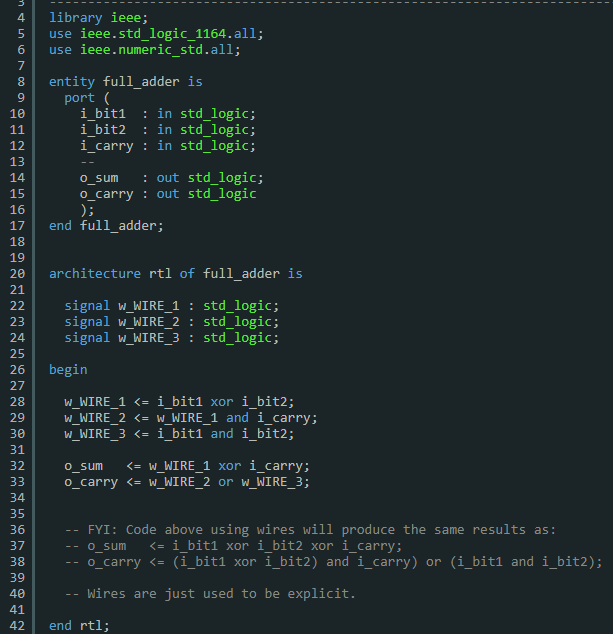 3 --------------------------------------------------------------------------
4 library ieee;
5 use ieee.std_logic_1164.all;
6 use ieee.numeric_std.all;
7
8 entity full_adder is
9   port (
10     i_bit1  : in std_logic;
11     i_bit2  : in std_logic;
12     i_carry : in std_logic;
13     --
14     o_sum   : out std_logic;
15     o_carry : out std_logic
16     );
17 end full_adder;
18
19
20 architecture rtl of full_adder is
21
22   signal w_WIRE_1 : std_logic;
23   signal w_WIRE_2 : std_logic;
24   signal w_WIRE_3 : std_logic;
25
26 begin
27
28   w_WIRE_1 <= i_bit1 xor i_bit2;
29   w_WIRE_2 <= w_WIRE_1 and i_carry;
30   w_WIRE_3 <= i_bit1 and i_bit2;
31
32   o_sum   <= w_WIRE_1 xor i_carry;
33   o_carry <= w_WIRE_2 or w_WIRE_3;
34
35
36   -- FYI: Code above using wires will produce the same results as:
37   -- o_sum   <= i_bit1 xor i_bit2 xor i_carry;
38   -- o_carry <= (i_bit1 xor i_bit2) and i_carry) or (i_bit1 and i_bit2);
39
40   -- Wires are just used to be explicit.
41
42 end rtl;